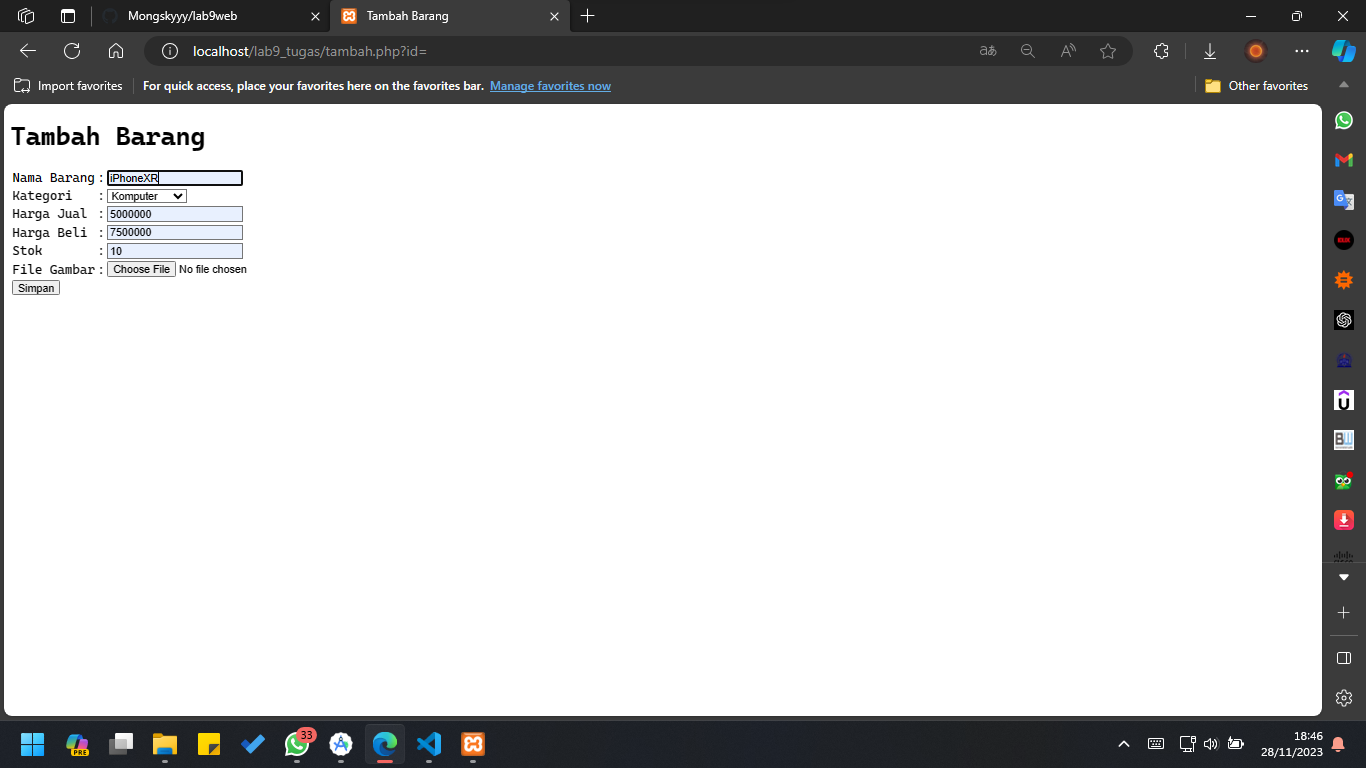 Mongskyyy/lab9web
Tambah Barang
localhost/lab9_tugas/tambah.php?id=
Import favorites
For quick access, place your favorites here on the favorites bar. Manage favorites now
Other favorites
Tambah Barang
Nama Barang : iPhoneXR
Kategori : Komputer
Harga Jual : 5000000
Harga Beli : 7500000
Stok : 10
File Gambar : Choose File No file chosen
Simpan
PRE
33
18:46
28/11/2023